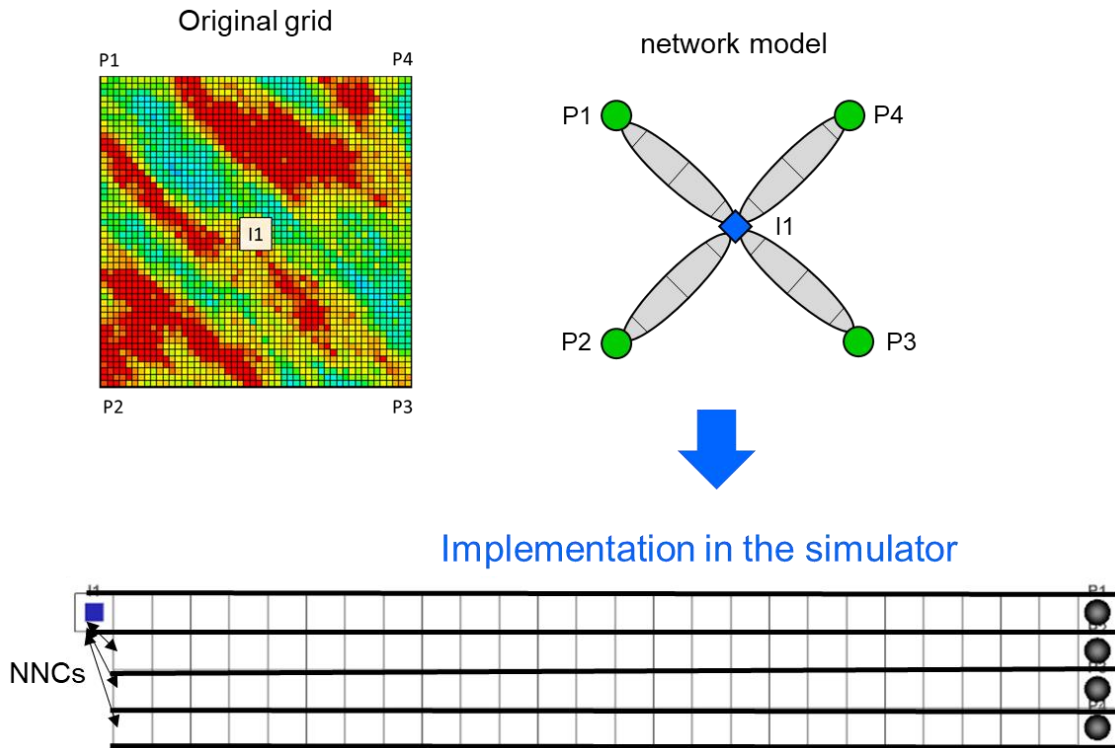 Original grid
network model
P1
P4
P1
P4
I1
I1
P2
P3
P2
P3
Implementation in the simulator
I1
P1
NNCs